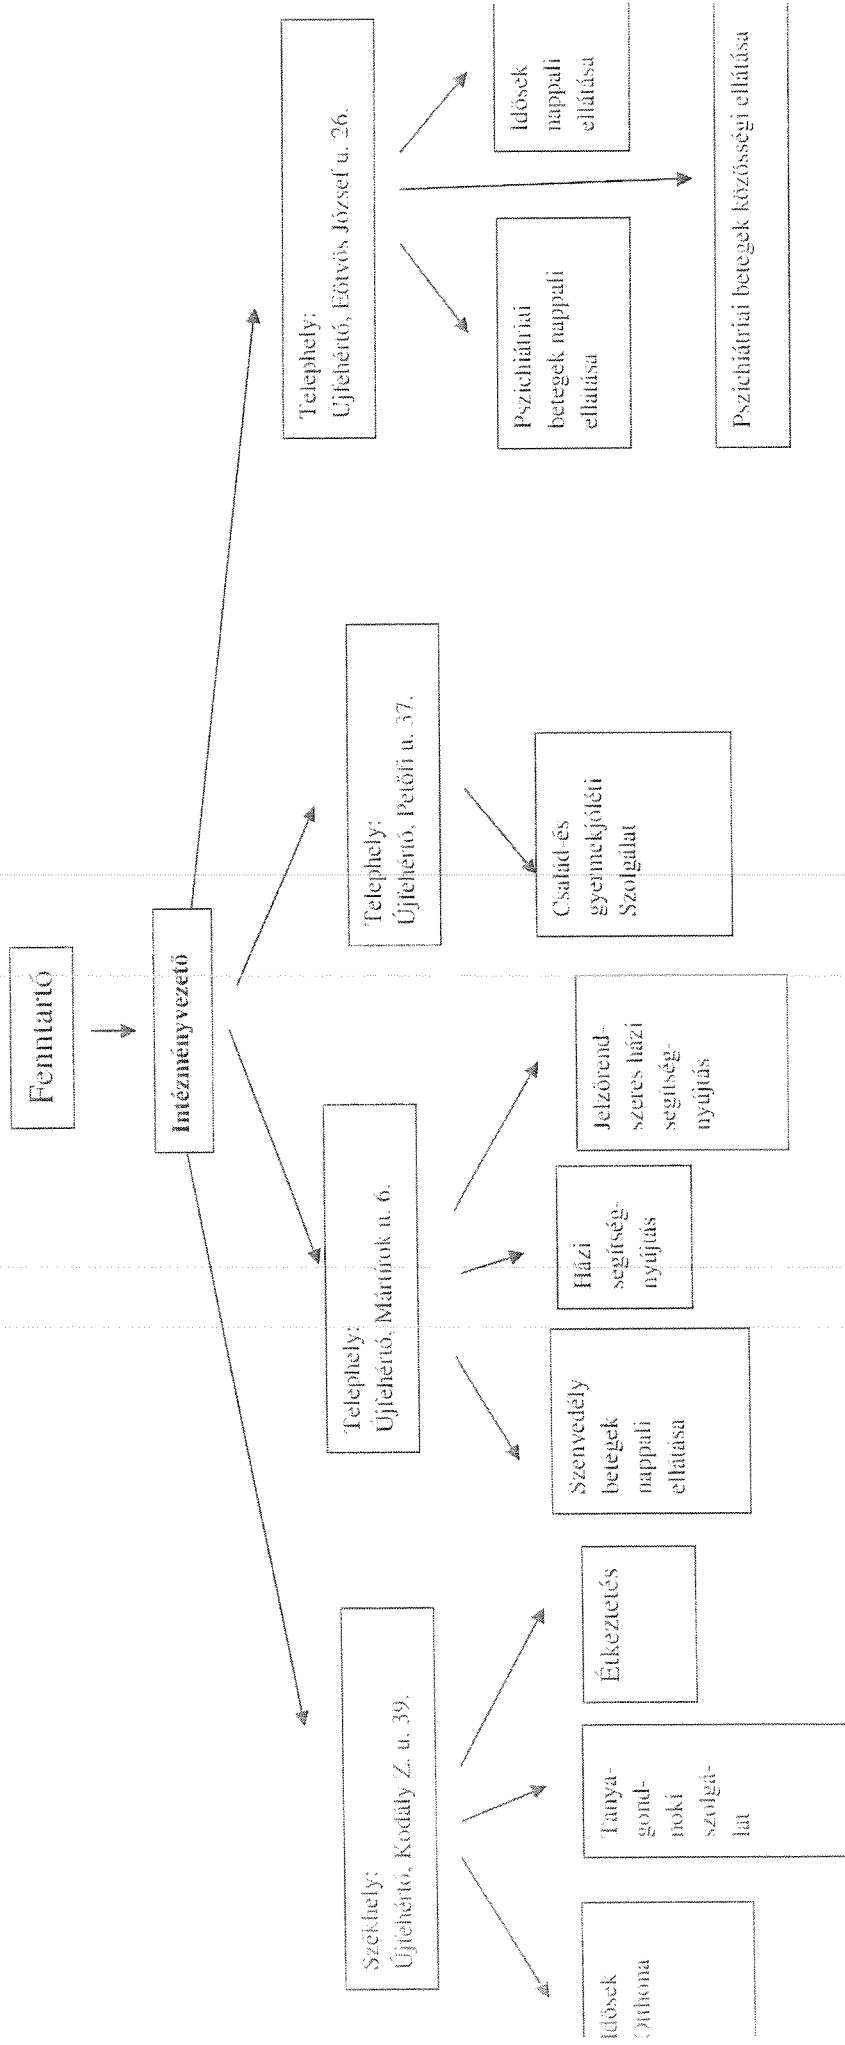 Fenntartó
Intézményvezető
Székhely:
Újfehértó, Kodály Z. u. 39.
Telephely:
Újfehértó, Mártírok u. 6.
Telephely:
Újfehértó, Petőfi u. 37.
Telephely:
Újfehértó, Eötvös József u. 26.
Idősek
Otthona
Tanya-
gond-
noki
szolgá-
lat
Étkeztetés
Szenvedély
betegek
nappali
ellátása
Házi
segítség-
nyújtás
Jelzőrend-
szeres házi
segítség-
nyújtás
Család-és
gyermekjóléti
Szolgálat
Pszichiátriai
betegek nappali
ellátása
Idősek
nappali
ellátása
Pszichiátriai betegek közösségi ellátása